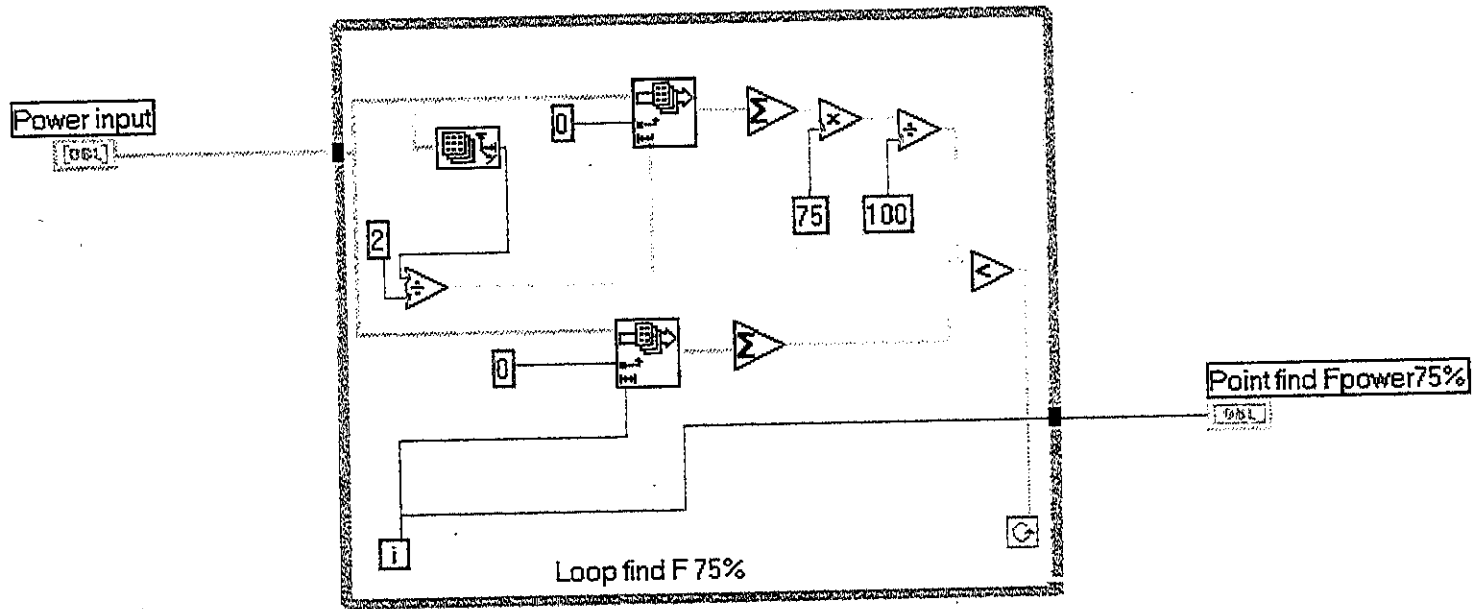 Power input
[DBL]
0
75
100
2
0
Point find Fpower75%
DBL
i
Loop find F 75%